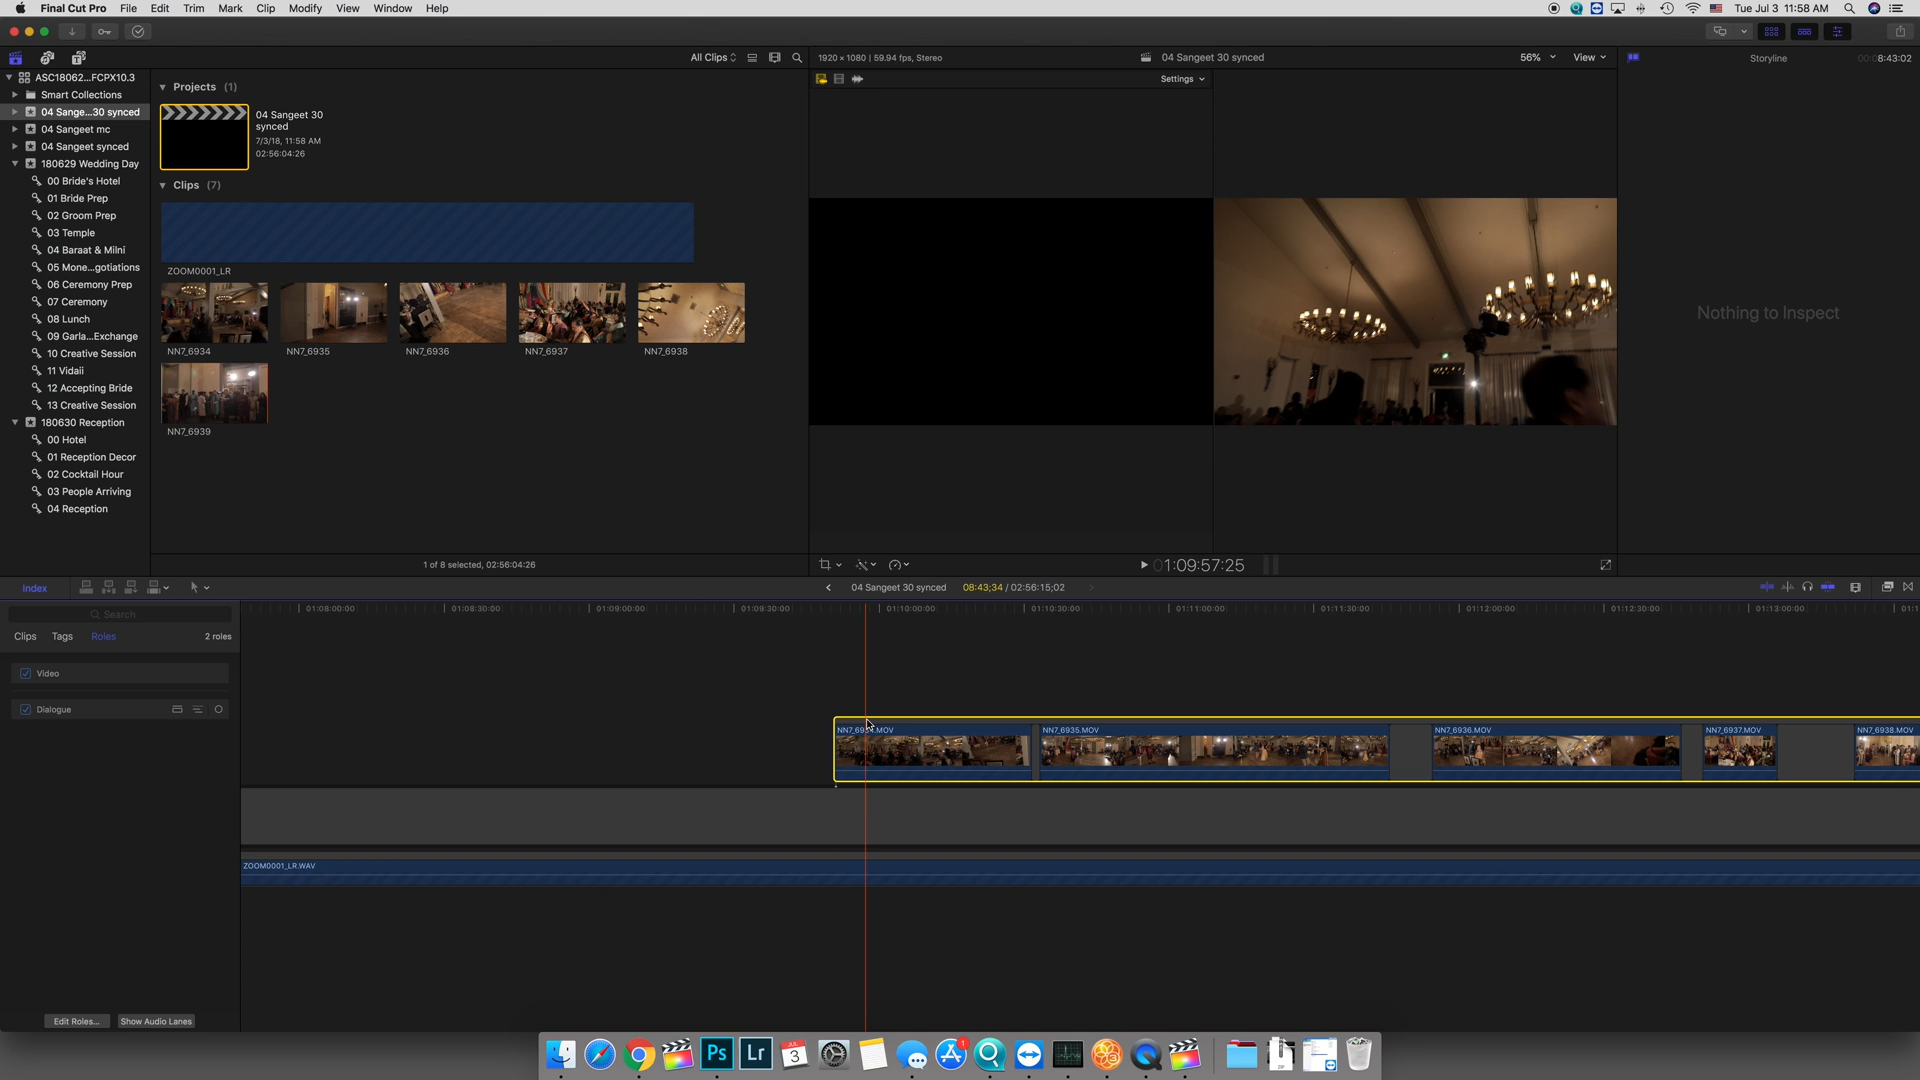 Final Cut Pro File Edit Trim Mark Clip Modify View Window Help
Tue Jul 3 11:58 AM
All Clips
1920 × 1080 | 59.94 fps, Stereo
04 Sangeet 30 synced
56%
View
Storyline
00:08:43:02
Settings
ASC18062...FCPX10.3
Smart Collections
04 Sange...30 synced
04 Sangeet mc
04 Sangeet synced
180629 Wedding Day
00 Bride's Hotel
01 Bride Prep
02 Groom Prep
03 Temple
04 Baraat & Milni
05 Mone...gotiations
06 Ceremony Prep
07 Ceremony
08 Lunch
09 Garla...Exchange
10 Creative Session
11 Vidaii
12 Accepting Bride
13 Creative Session
180630 Reception
00 Hotel
01 Reception Decor
02 Cocktail Hour
03 People Arriving
04 Reception
Projects (1)
04 Sangeet 30
synced
7/3/18, 11:58 AM
02:56:04:26
Clips (7)
ZOOM0001_LR
NN7_6934
NN7_6935
NN7_6936
NN7_6937
NN7_6938
NN7_6939
1 of 8 selected, 02:56:04:26
Nothing to Inspect
01:09:57:25
Index
04 Sangeet 30 synced
08:43;34 / 02:56:15;02
Search
Clips Tags Roles
2 roles
Video
Dialogue
01:08:00:00
01:08:30:00
01:09:00:00
01:09:30:00
01:10:00:00
01:10:30:00
01:11:00:00
01:11:30:00
01:12:00:00
01:12:30:00
01:13:00:00
NN7_6935.MOV
NN7_6936.MOV
NN7_6937.MOV
NN7_6938.MOV
ZOOM0001_LR.WAV
Edit Roles...
Show Audio Lanes
Ps
Lr
JUL
3
1
ZIP